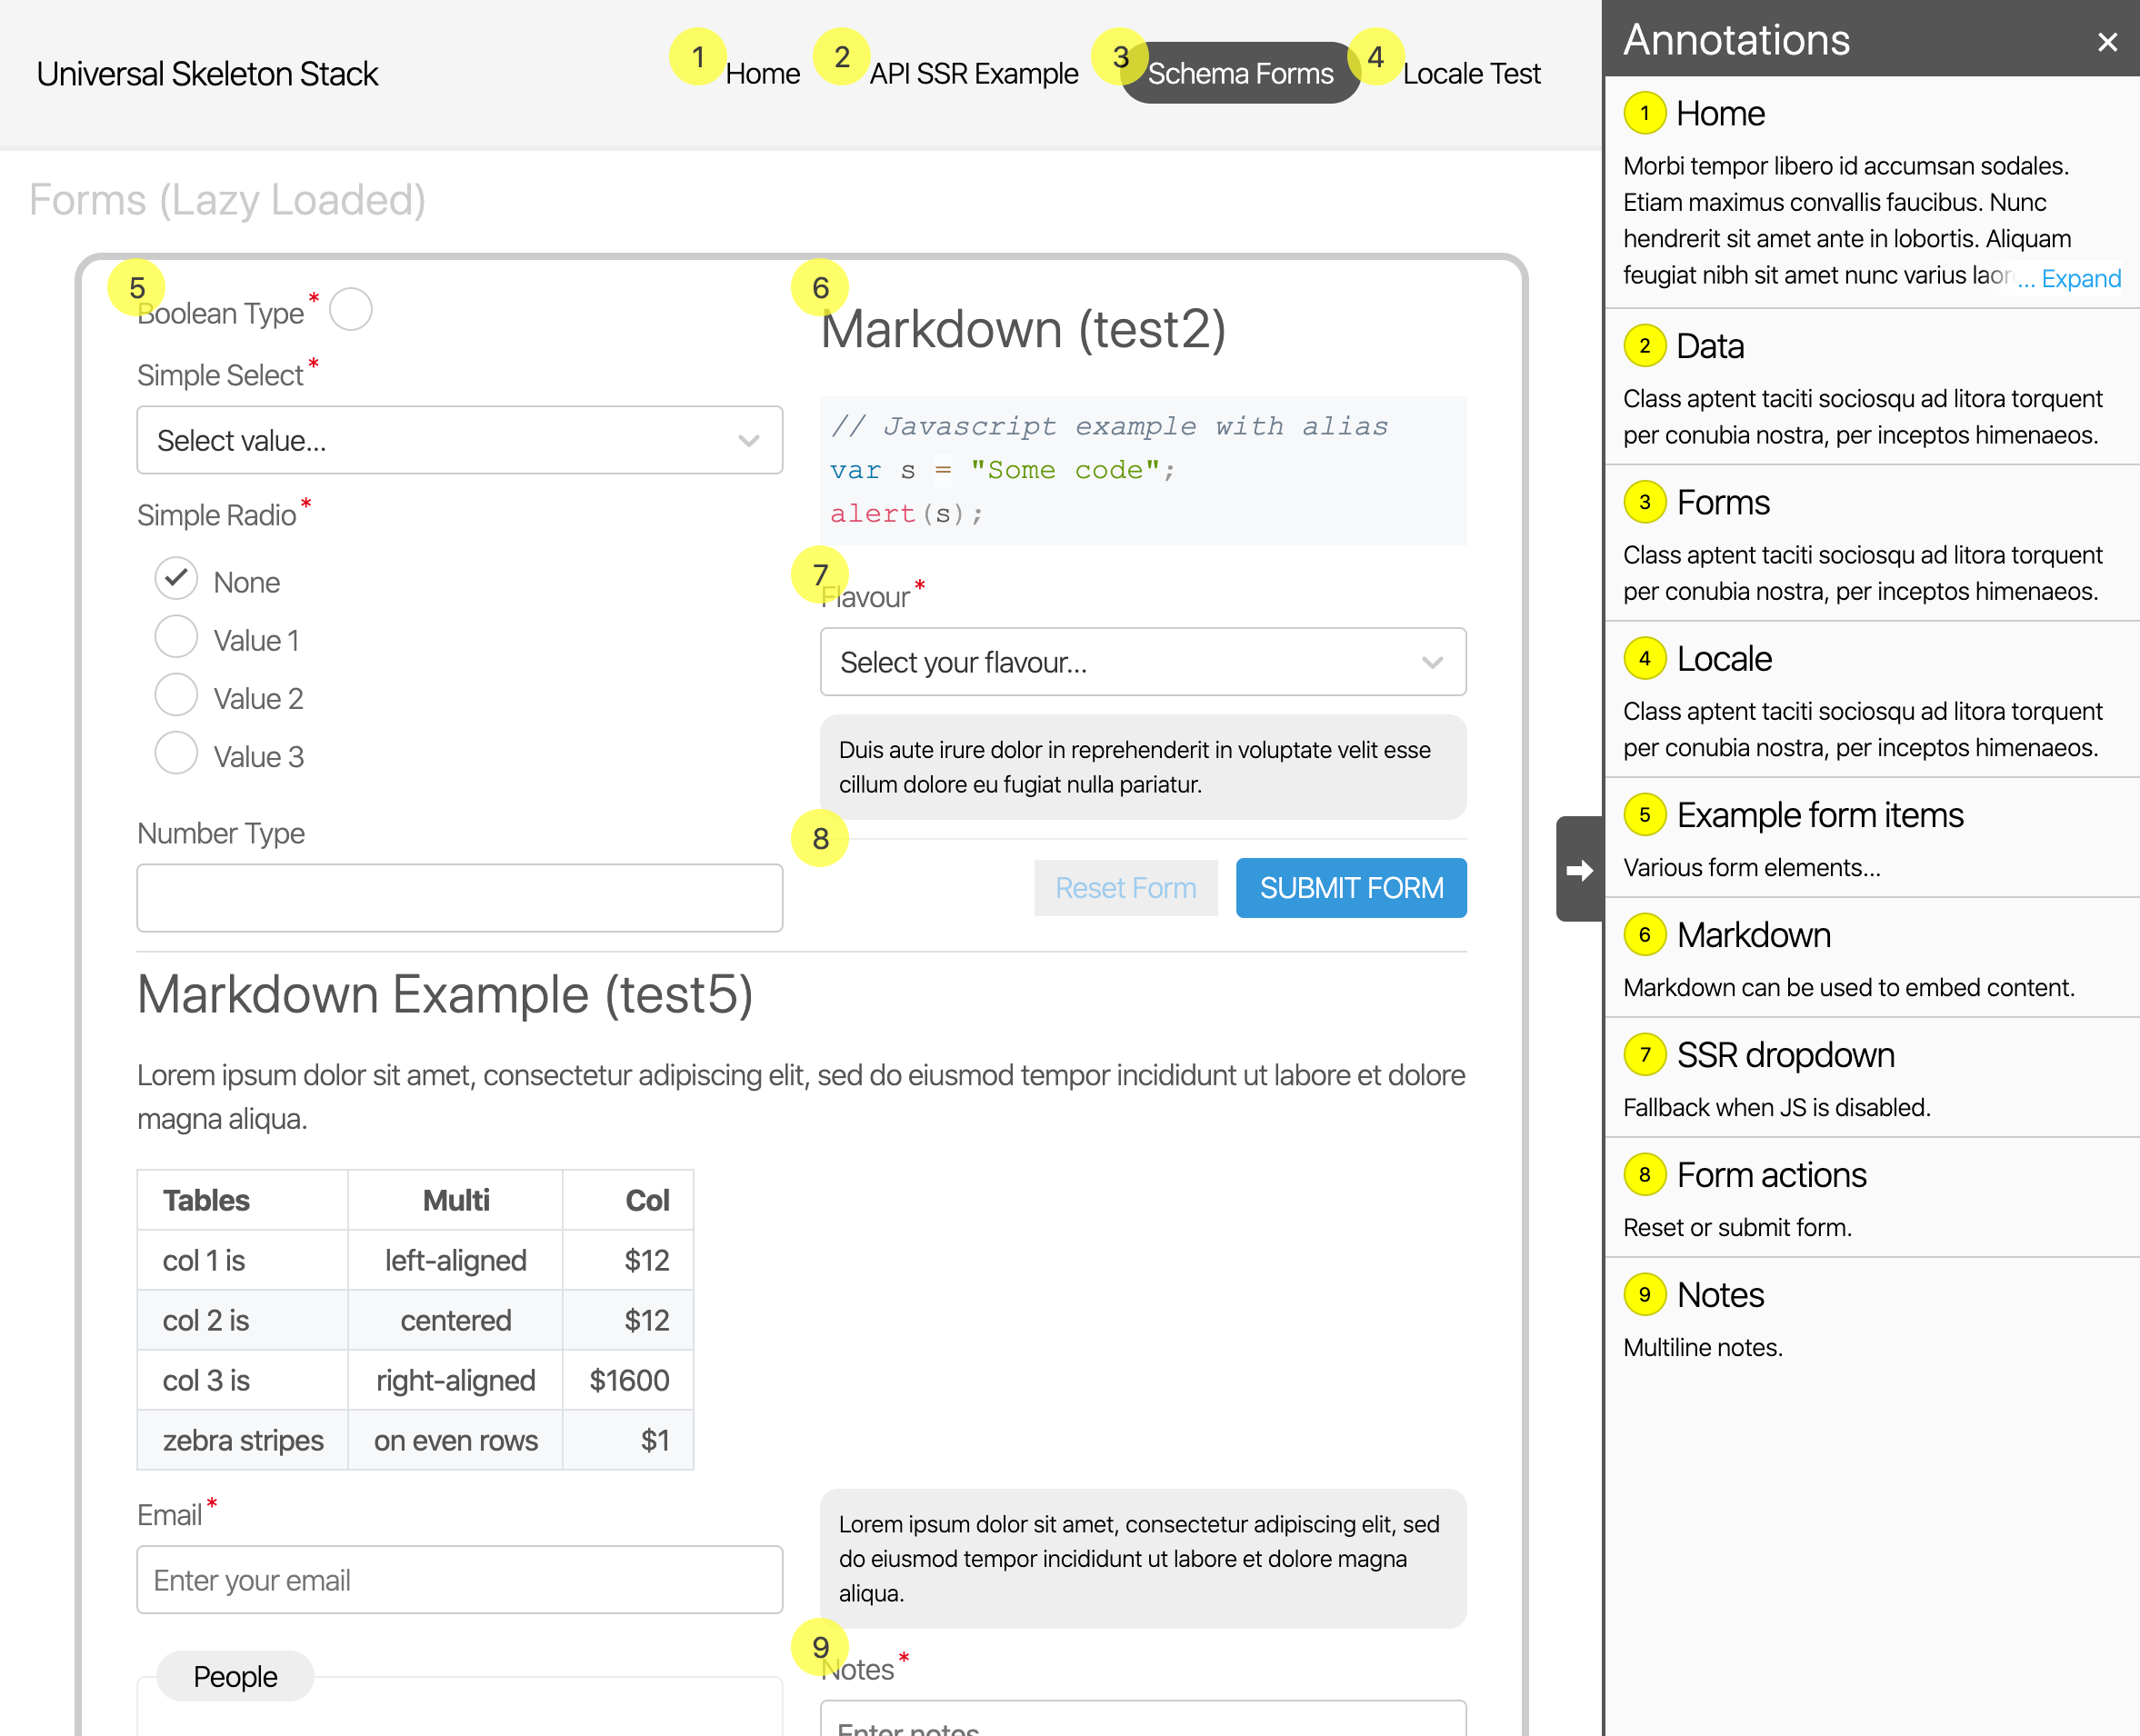 Universal Skeleton Stack
1 Home
2 API SSR Example
3 Schema Forms
4 Locale Test
Forms (Lazy Loaded)
5
Boolean Type *
Simple Select *
Select value...
Simple Radio *
None
Value 1
Value 2
Value 3
Number Type
6
Markdown (test2)
// Javascript example with alias
var s = "Some code";
alert(s);
7
Flavour *
Select your flavour...
Duis aute irure dolor in reprehenderit in voluptate velit esse
cillum dolore eu fugiat nulla pariatur.
8
Reset Form
SUBMIT FORM
Markdown Example (test5)
Lorem ipsum dolor sit amet, consectetur adipiscing elit, sed do eiusmod tempor incididunt ut labore et dolore
magna aliqua.
Tables Multi Col
col 1 is left-aligned $12
col 2 is centered $12
col 3 is right-aligned $1600
zebra stripes on even rows $1
Email *
Enter your email
Lorem ipsum dolor sit amet, consectetur adipiscing elit, sed
do eiusmod tempor incididunt ut labore et dolore magna
aliqua.
People
9
Notes *
Enter notes
Annotations ×
1 Home
Morbi tempor libero id accumsan sodales.
Etiam maximus convallis faucibus. Nunc
hendrerit sit amet ante in lobortis. Aliquam
feugiat nibh sit amet nunc varius laor ... Expand
2 Data
Class aptent taciti sociosqu ad litora torquent
per conubia nostra, per inceptos himenaeos.
3 Forms
Class aptent taciti sociosqu ad litora torquent
per conubia nostra, per inceptos himenaeos.
4 Locale
Class aptent taciti sociosqu ad litora torquent
per conubia nostra, per inceptos himenaeos.
5 Example form items
Various form elements...
6 Markdown
Markdown can be used to embed content.
7 SSR dropdown
Fallback when JS is disabled.
8 Form actions
Reset or submit form.
9 Notes
Multiline notes.